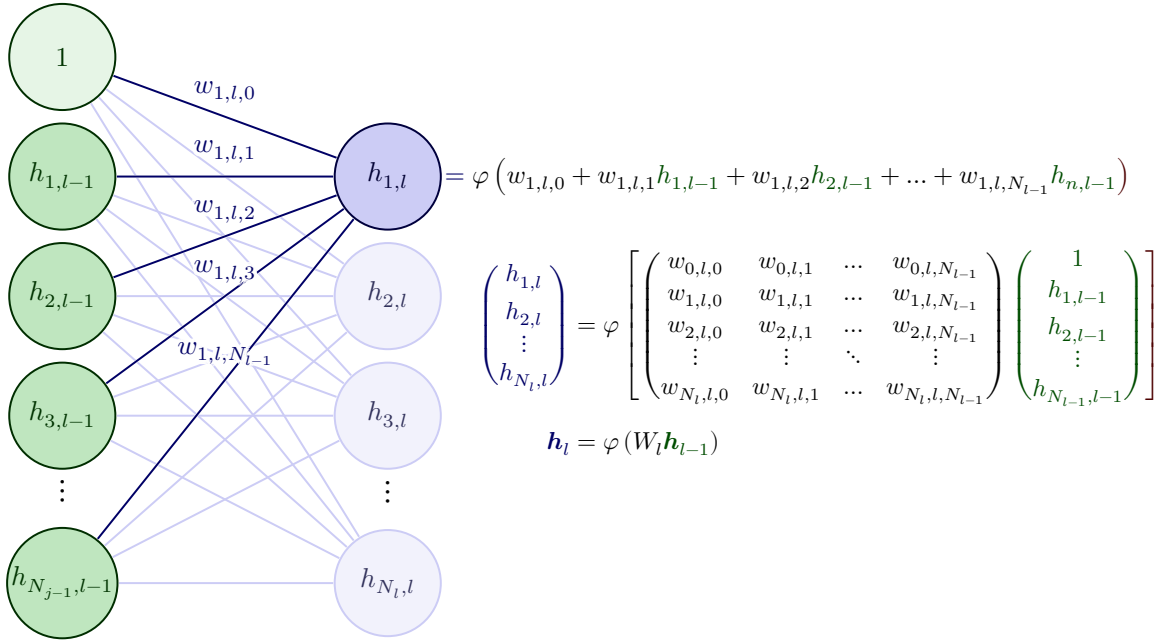 1
w_{1,l,0}
w_{1,l,1}
h_{1,l-1}
h_{1,l} = φ (w_{1,l,0} + w_{1,l,1}h_{1,l-1} + w_{1,l,2}h_{2,l-1} + ... + w_{1,l,N_{l-1}}h_{n,l-1})
w_{1,l,2}
w_{1,l,3}
h_{2,l-1}
h_{2,l}
w_{1,l,N_{l-1}}
h_{3,l-1}
h_{3,l}
⋮
⋮
h_{N_{j-1},l-1}
h_{N_l,l}
h_{1,l}
h_{2,l}
⋮
h_{N_l,l}
= φ
w_{0,l,0} w_{0,l,1} ... w_{0,l,N_{l-1}}
w_{1,l,0} w_{1,l,1} ... w_{1,l,N_{l-1}}
w_{2,l,0} w_{2,l,1} ... w_{2,l,N_{l-1}}
⋮ ⋮ ⋱ ⋮
w_{N_l,l,0} w_{N_l,l,1} ... w_{N_l,l,N_{l-1}}
1
h_{1,l-1}
h_{2,l-1}
⋮
h_{N_{l-1},l-1}
h_l = φ (W_l h_{l-1})